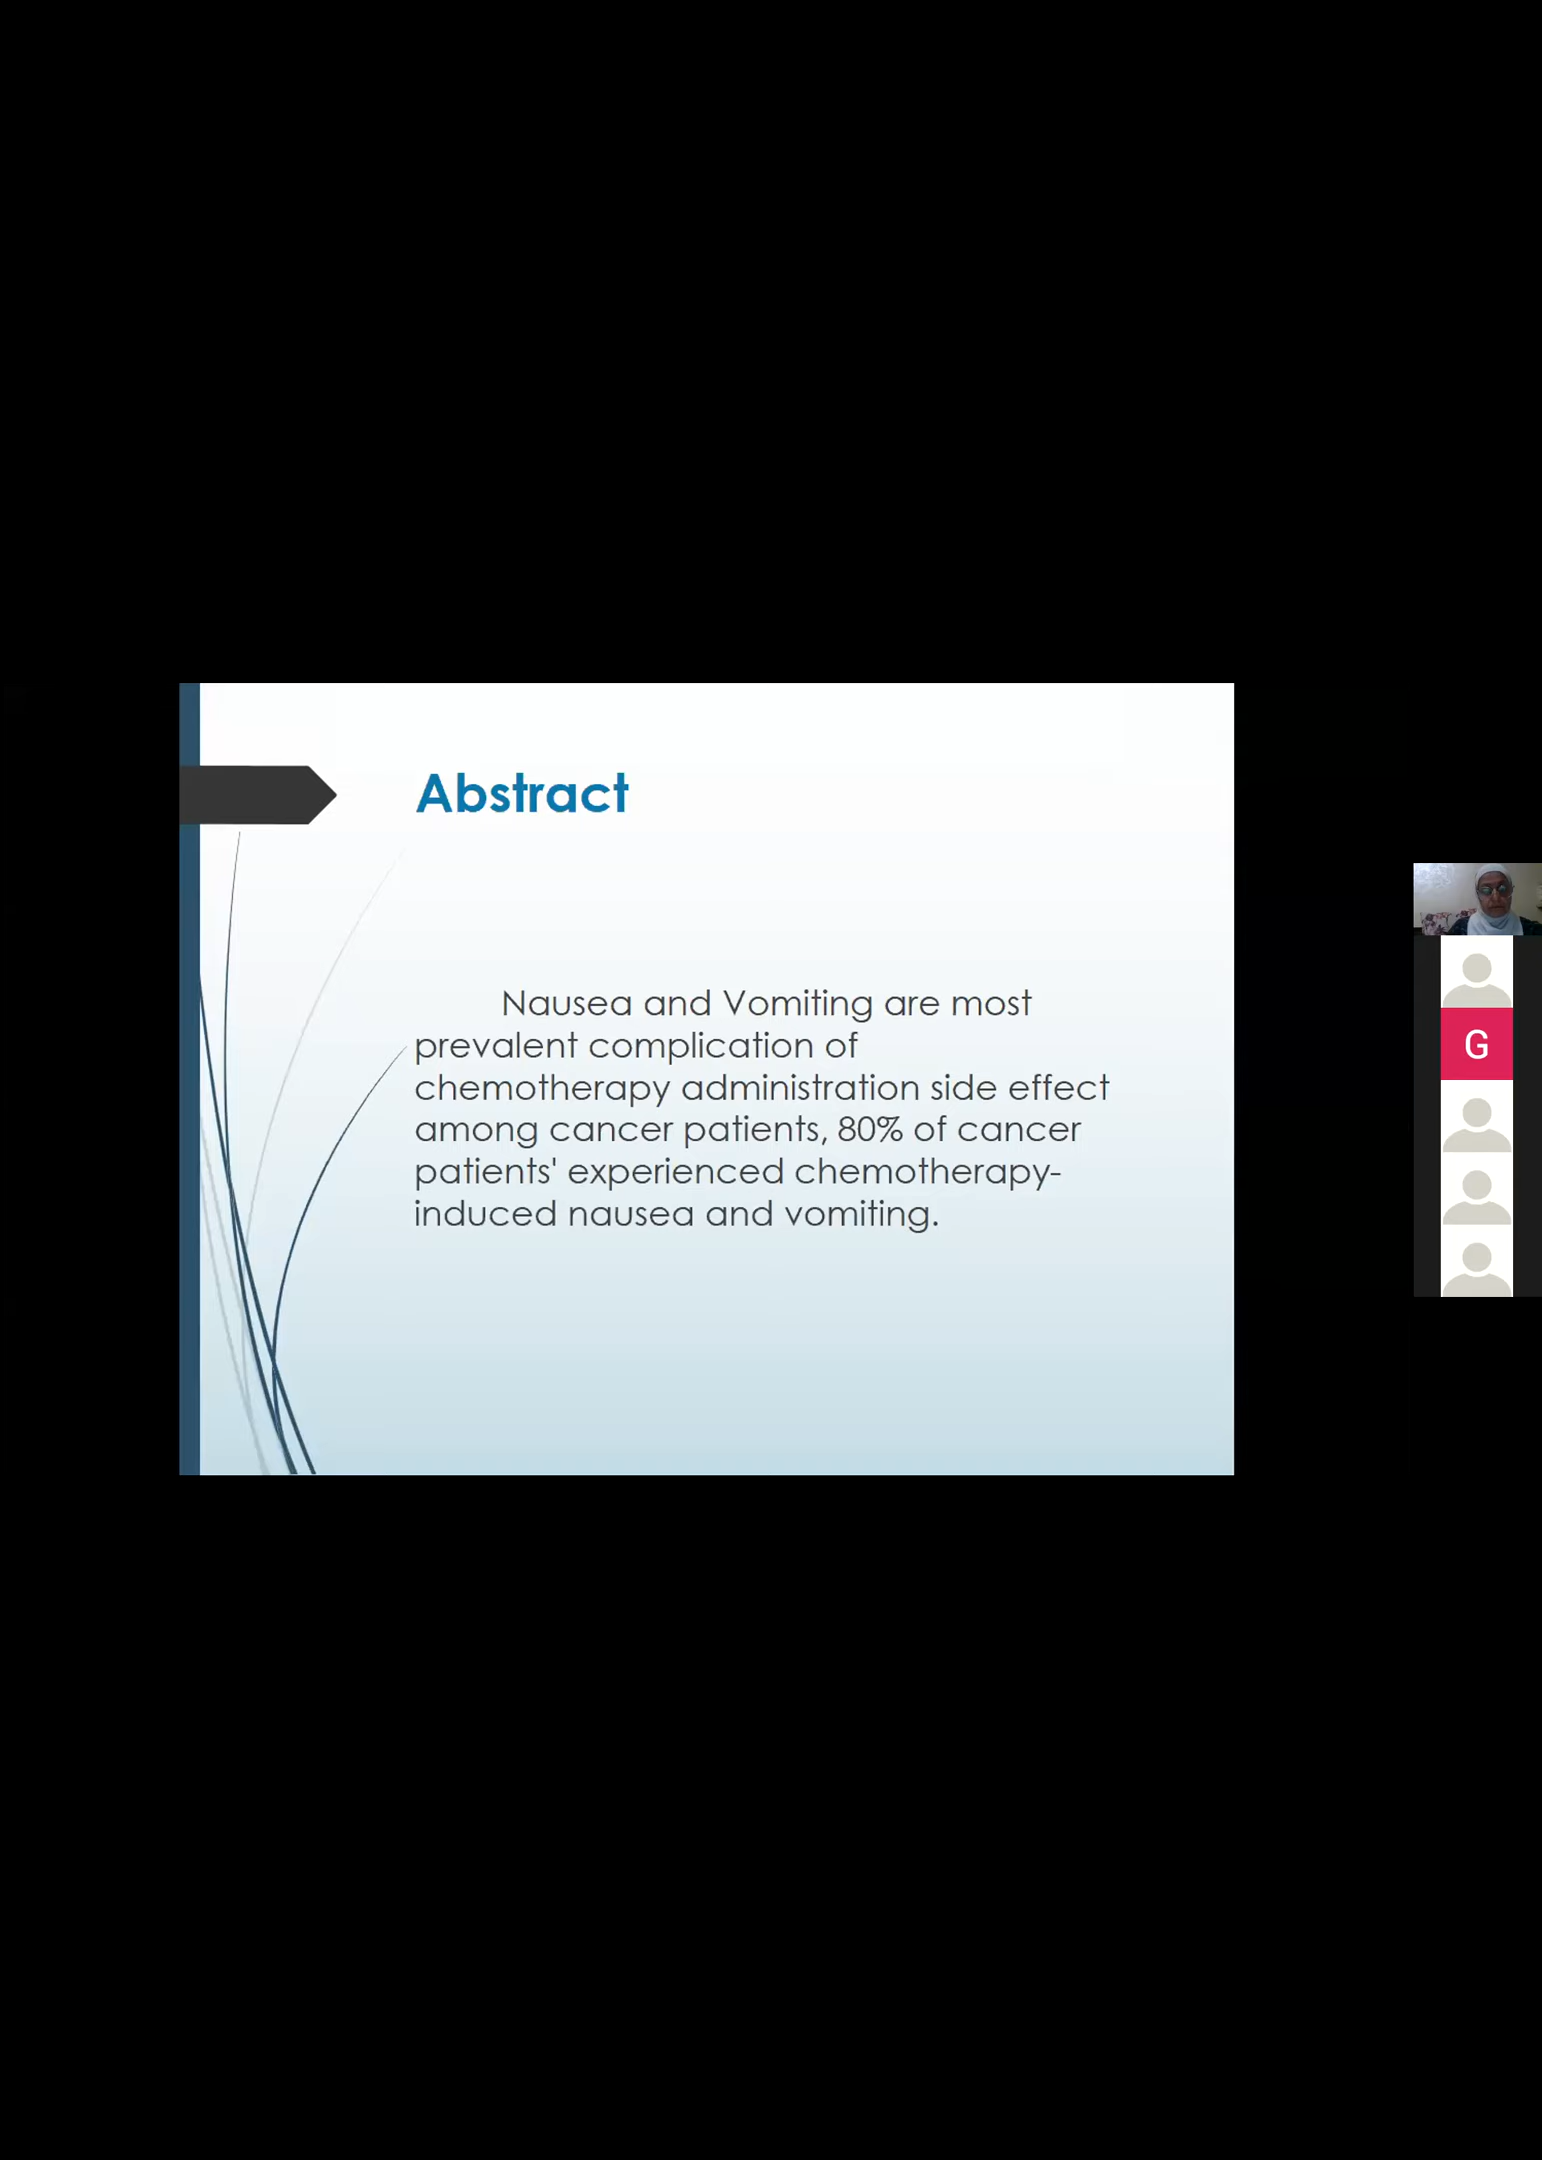 Abstract
Nausea and Vomiting are most
prevalent complication of
chemotherapy administration side effect
among cancer patients, 80% of cancer
patients' experienced chemotherapy-
induced nausea and vomiting.
G